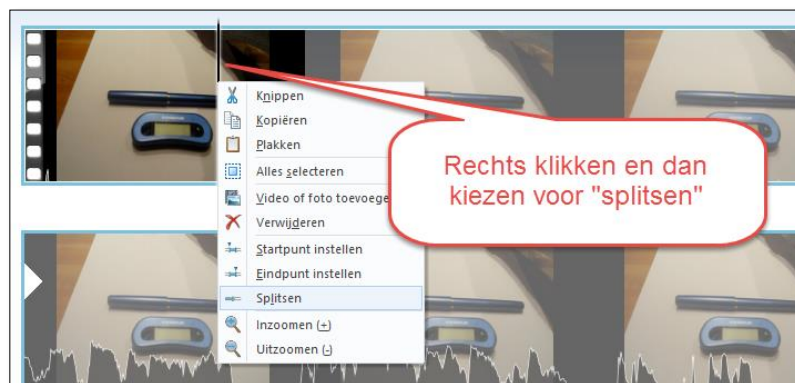 Knippen
Kopiëren
Plakken
Alles selecteren
Video of foto toevoege
Verwijderen
Startpunt instellen
Eindpunt instellen
Splitsen
Inzoomen (+)
Uitzoomen (-)
Rechts klikken en dan
kiezen voor "splitsen"